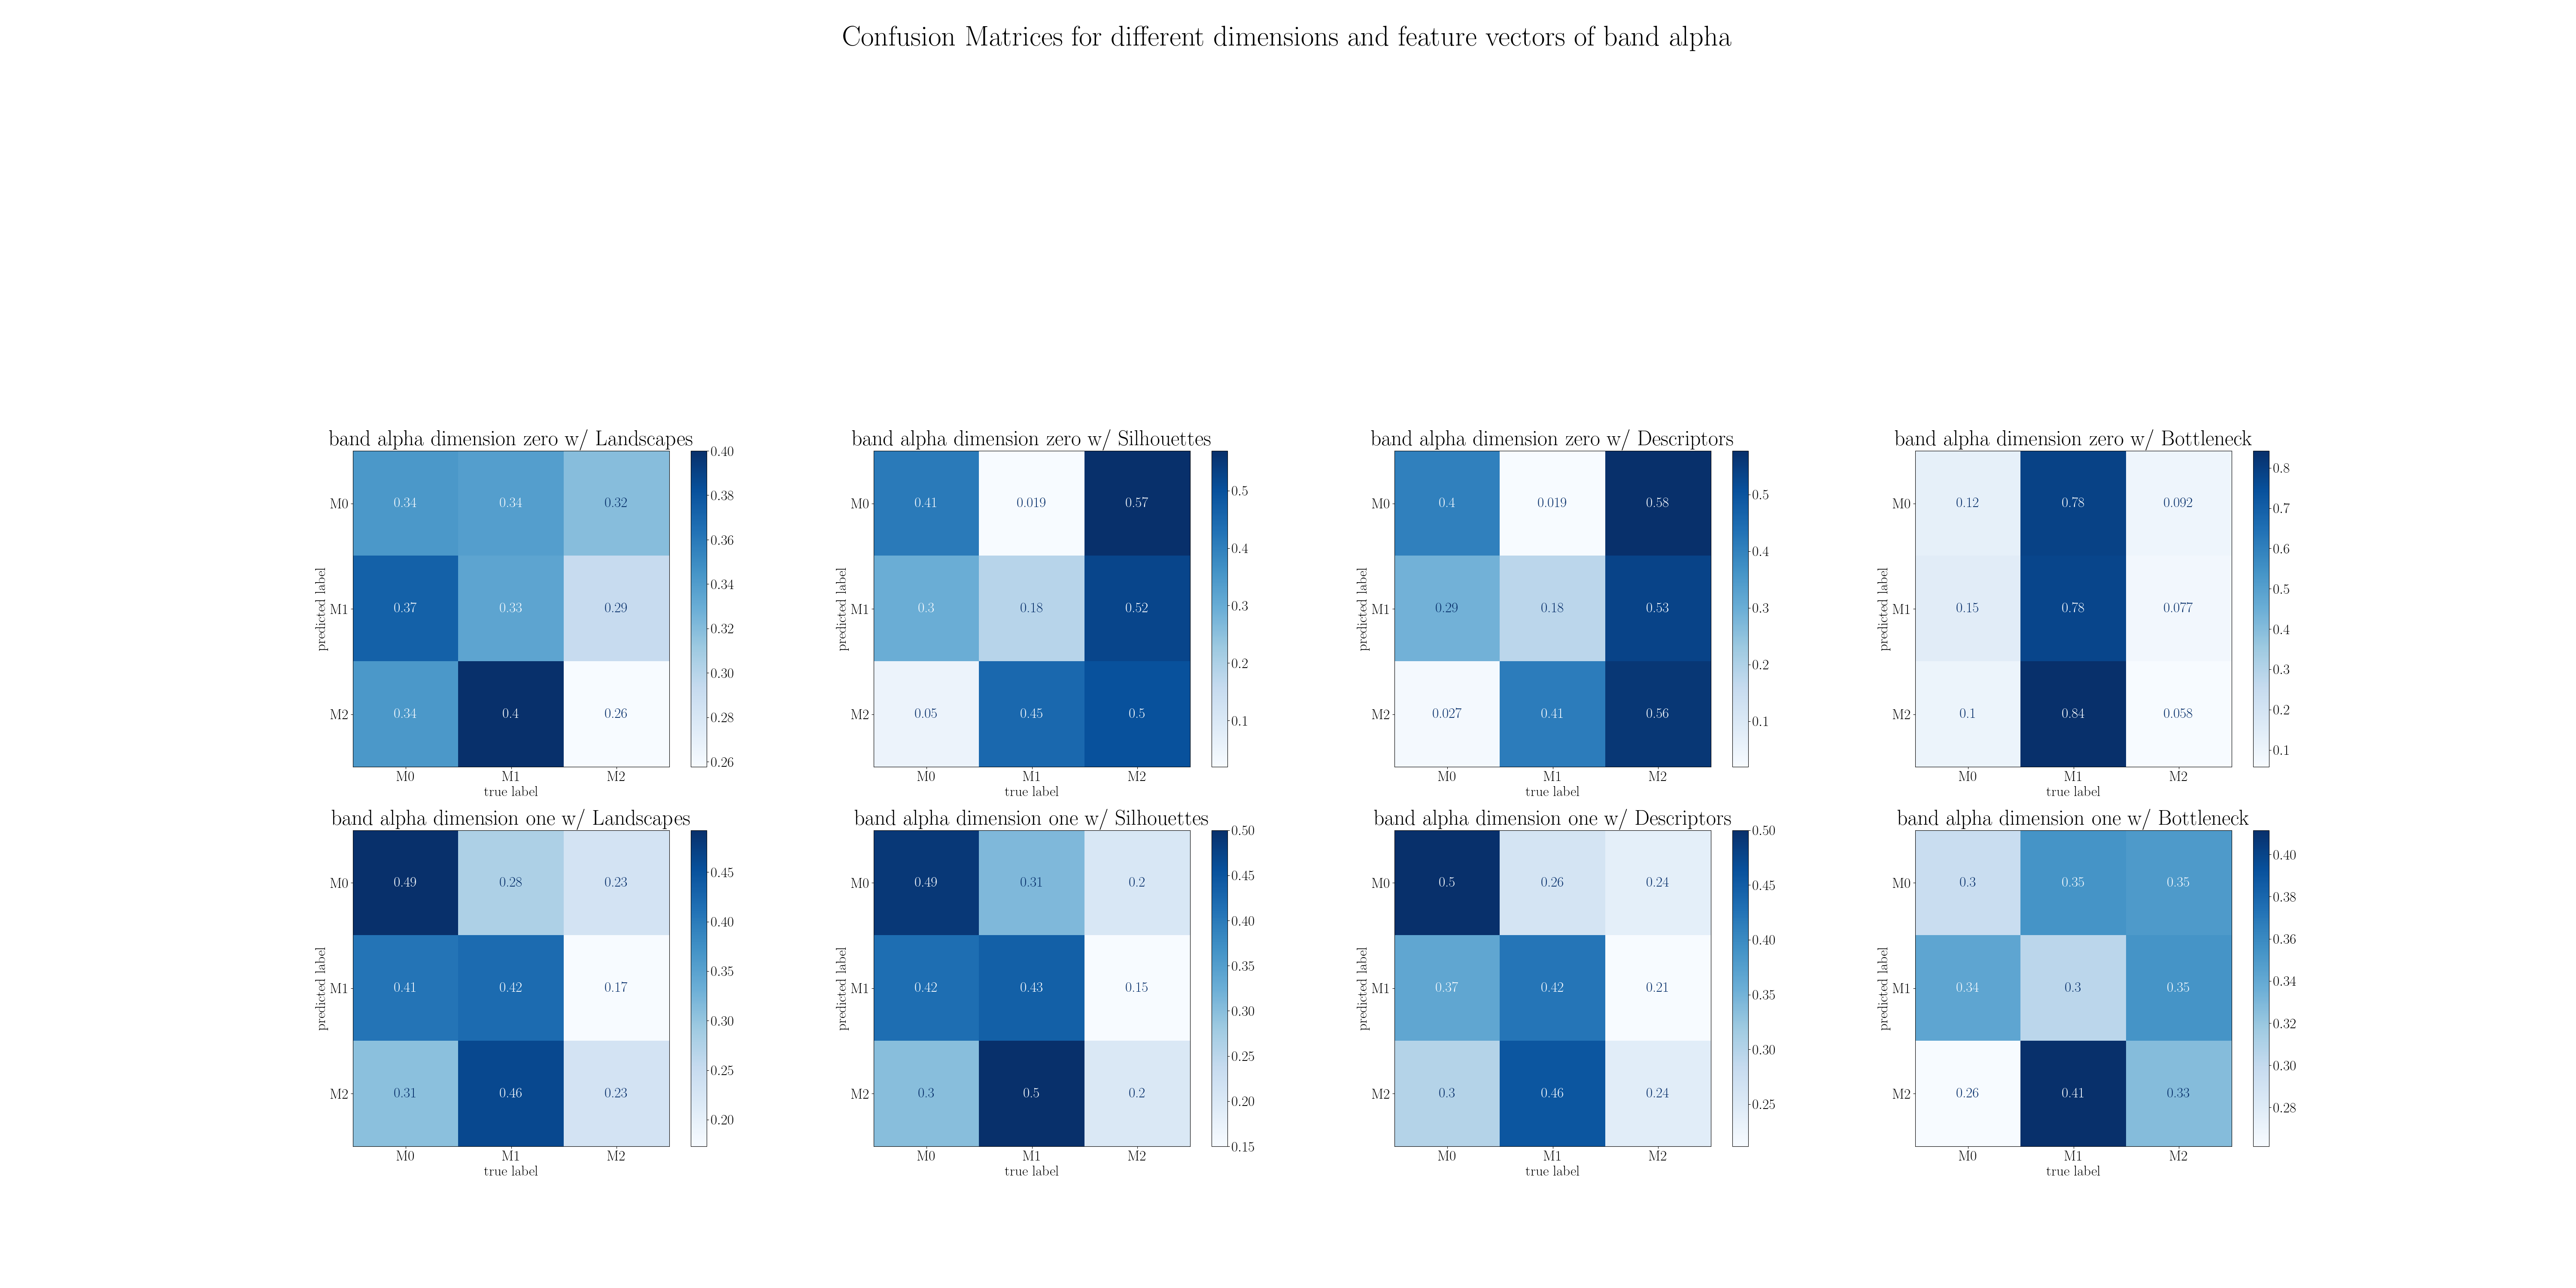 Confusion Matrices for different dimensions and feature vectors of band alpha
band alpha dimension zero w/ Landscapes
predicted label
M0 0.34 0.34 0.32
M1 0.37 0.33 0.29
M2 0.34 0.4 0.26
M0 M1 M2
true label
0.40
0.38
0.36
0.34
0.32
0.30
0.28
0.26
band alpha dimension zero w/ Silhouettes
predicted label
M0 0.41 0.019 0.57
M1 0.3 0.18 0.52
M2 0.05 0.45 0.5
M0 M1 M2
true label
0.5
0.4
0.3
0.2
0.1
band alpha dimension zero w/ Descriptors
predicted label
M0 0.4 0.019 0.58
M1 0.29 0.18 0.53
M2 0.027 0.41 0.56
M0 M1 M2
true label
0.5
0.4
0.3
0.2
0.1
band alpha dimension zero w/ Bottleneck
predicted label
M0 0.12 0.78 0.092
M1 0.15 0.78 0.077
M2 0.1 0.84 0.058
M0 M1 M2
true label
0.8
0.7
0.6
0.5
0.4
0.3
0.2
0.1
band alpha dimension one w/ Landscapes
predicted label
M0 0.49 0.28 0.23
M1 0.41 0.42 0.17
M2 0.31 0.46 0.23
M0 M1 M2
true label
0.45
0.40
0.35
0.30
0.25
0.20
band alpha dimension one w/ Silhouettes
predicted label
M0 0.49 0.31 0.2
M1 0.42 0.43 0.15
M2 0.3 0.5 0.2
M0 M1 M2
true label
0.50
0.45
0.40
0.35
0.30
0.25
0.20
0.15
band alpha dimension one w/ Descriptors
predicted label
M0 0.5 0.26 0.24
M1 0.37 0.42 0.21
M2 0.3 0.46 0.24
M0 M1 M2
true label
0.50
0.45
0.40
0.35
0.30
0.25
band alpha dimension one w/ Bottleneck
predicted label
M0 0.3 0.35 0.35
M1 0.34 0.3 0.35
M2 0.26 0.41 0.33
M0 M1 M2
true label
0.40
0.38
0.36
0.34
0.32
0.30
0.28